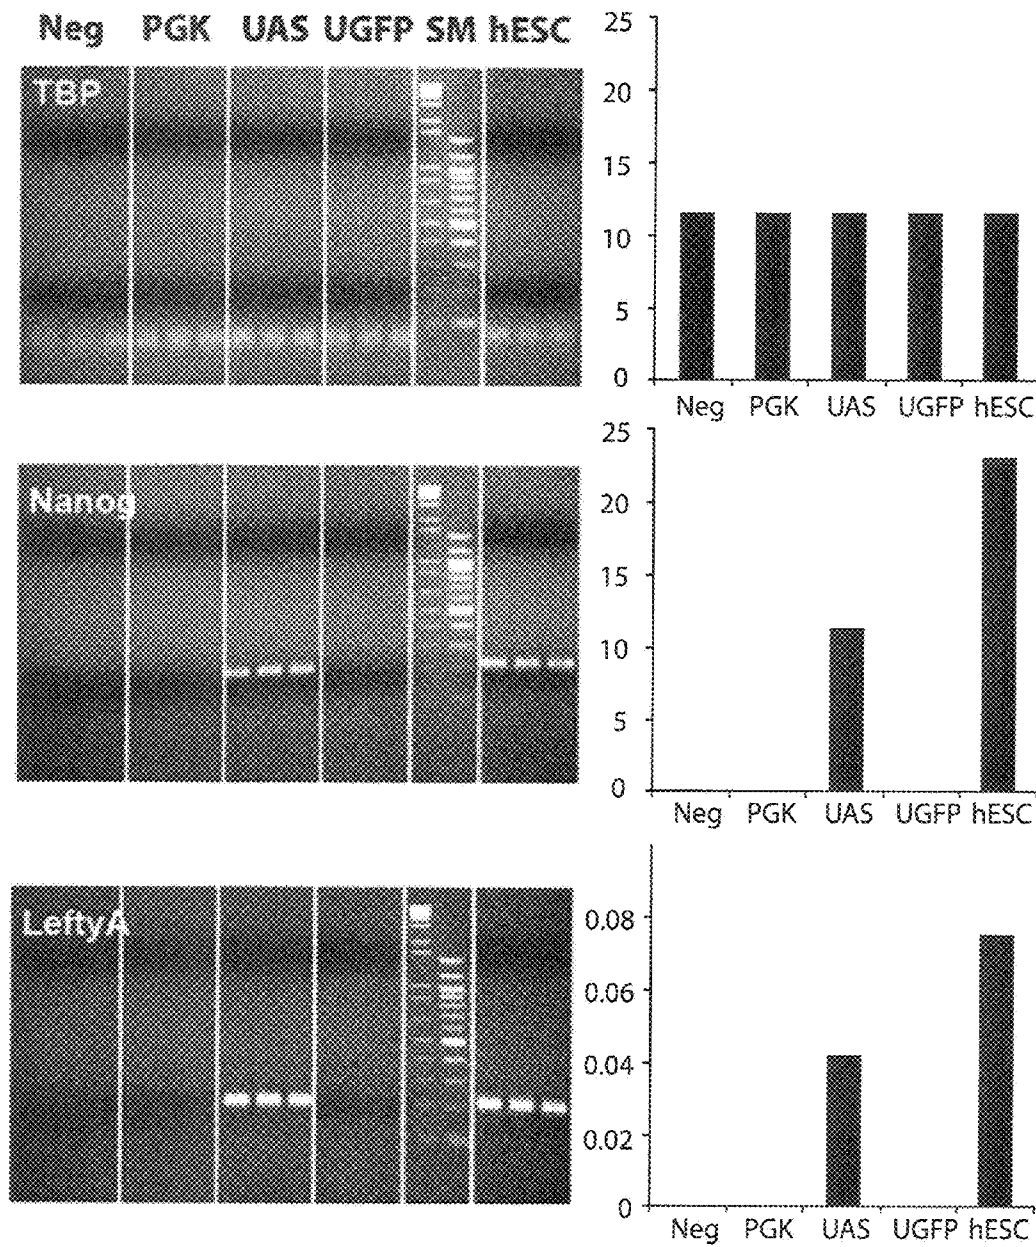 Neg PGK UAS UGFP SM hESC
TBP
25
20
15
10
5
0
Neg PGK UAS UGFP hESC
Nanog
25
20
15
10
5
0
Neg PGK UAS UGFP hESC
LeftyA
0.08
0.06
0.04
0.02
0
Neg PGK UAS UGFP hESC